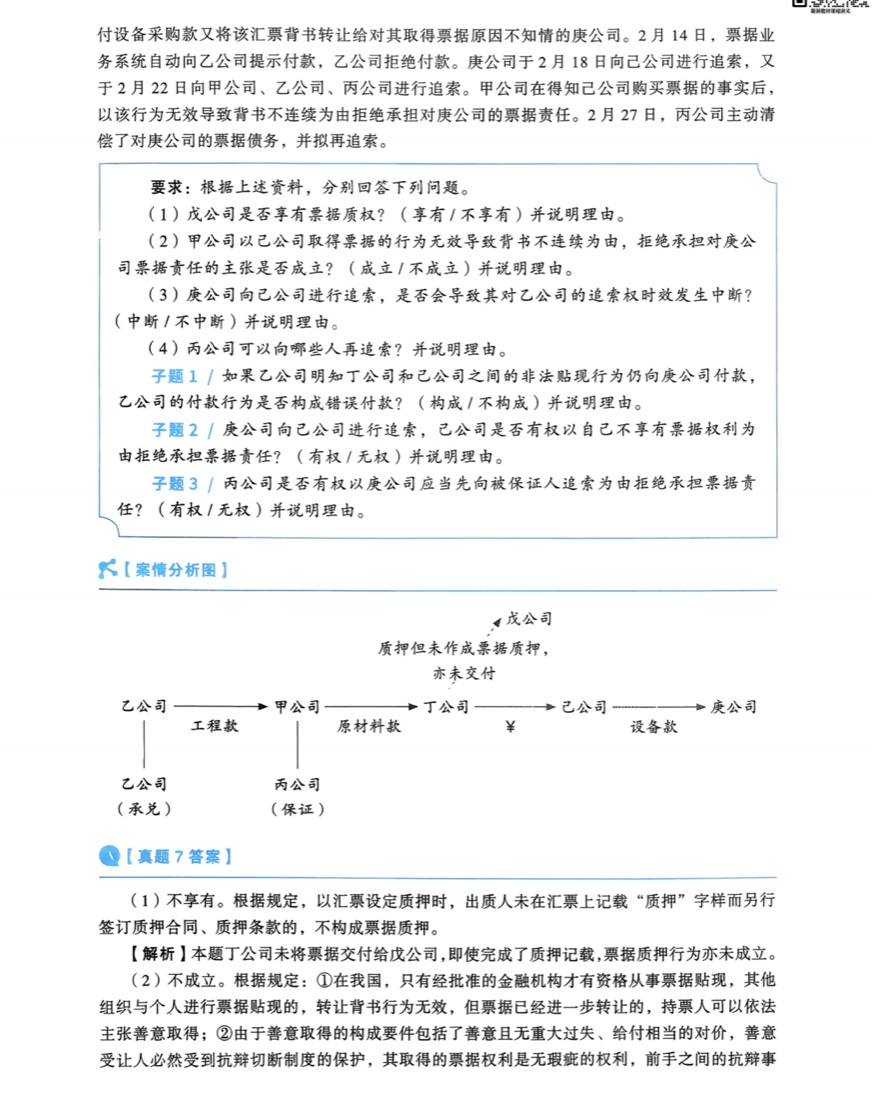 付设备采购款又将该汇票背书转让给对其取得票据原因不知情的庚公司。2 月 14 日，票据业
务系统自动向乙公司提示付款，乙公司拒绝付款。庚公司于 2 月 18 日向己公司进行追索，又
于 2 月 22 日向甲公司、乙公司、丙公司进行追索。甲公司在得知己公司购买票据的事实后，
以该行为无效导致背书不连续为由拒绝承担对庚公司的票据责任。2 月 27 日，丙公司主动清
偿了对庚公司的票据债务，并拟再追索。
要求：根据上述资料，分别回答下列问题。
（1）戊公司是否享有票据质权？（享有 / 不享有）并说明理由。
（2）甲公司以己公司取得票据的行为无效导致背书不连续为由，拒绝承担对庚公
司票据责任的主张是否成立？（成立 / 不成立）并说明理由。
（3）庚公司向己公司进行追索，是否会导致其对乙公司的追索权时效发生中断？
（中断 / 不中断）并说明理由。
（4）丙公司可以向哪些人再追索？并说明理由。
子题 1 / 如果乙公司明知丁公司和己公司之间的非法贴现行为仍向庚公司付款，
乙公司的付款行为是否构成错误付款？（构成 / 不构成）并说明理由。
子题 2 / 庚公司向己公司进行追索，己公司是否有权以自己不享有票据权利为
由拒绝承担票据责任？（有权 / 无权）并说明理由。
子题 3 / 丙公司是否有权以庚公司应当先向被保证人追索为由拒绝承担票据责
任？（有权 / 无权）并说明理由。
【案情分析图】
戊公司
质押但未作成票据质押，
亦未交付
乙公司 甲公司 丁公司 己公司 庚公司
工程款 原材料款 ¥ 设备款
乙公司 丙公司
（承兑） （保证）
【真题 7 答案】
（1）不享有。根据规定，以汇票设定质押时，出质人未在汇票上记载“质押”字样而另行
签订质押合同、质押条款的，不构成票据质押。
【解析】本题丁公司未将票据交付给戊公司，即使完成了质押记载，票据质押行为亦未成立。
（2）不成立。根据规定：①在我国，只有经批准的金融机构才有资格从事票据贴现，其他
组织与个人进行票据贴现的，转让背书行为无效，但票据已经进一步转让的，持票人可以依法
主张善意取得；②由于善意取得的构成要件包括了善意且无重大过失、给付相当的对价，善意
受让人必然受到抗辩切断制度的保护，其取得的票据权利是无瑕疵的权利，前手之间的抗辩事